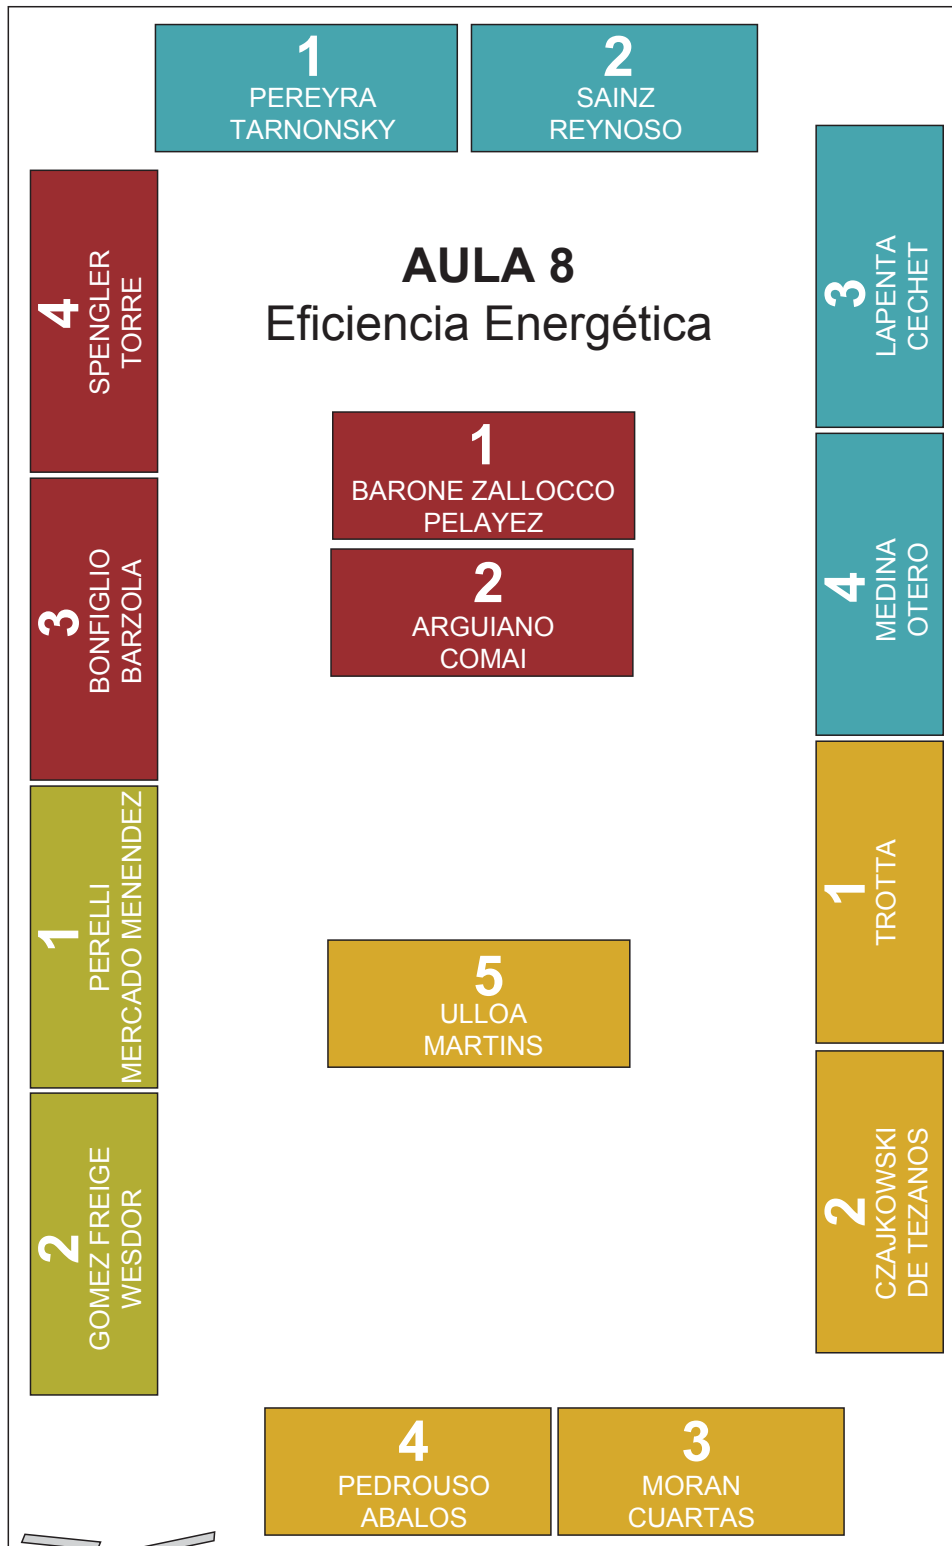 1
PEREYRA
TARNONSKY
2
SAINZ
REYNOSO
3
LAPENTA
CECHET
4
SPENGLER
TORRE
AULA 8
Eficiencia Energética
1
BARONE ZALLOCCO
PELAYEZ
2
ARGUIANO
COMAI
4
MEDINA
OTERO
3
BONFIGLIO
BARZOLA
1
TROTTA
1
PERELLI
MERCADO MENENDEZ
5
ULLOA
MARTINS
2
CZAJKOWSKI
DE TEZANOS
2
GOMEZ FREIGE
WESDOR
4
PEDROUSO
ABALOS
3
MORAN
CUARTAS